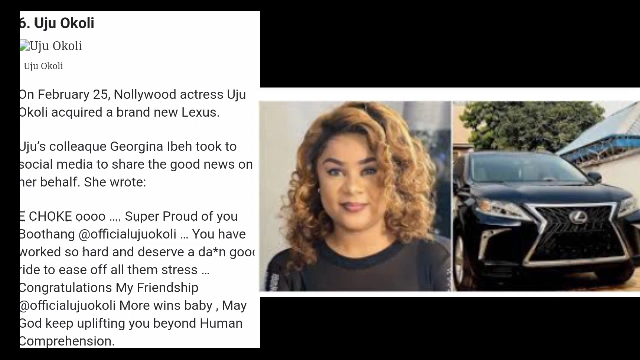 6. Uju Okoli
Uju Okoli
Uju Okoli
On February 25, Nollywood actress Uju
Okoli acquired a brand new Lexus.
Uju's colleaque Georgina Ibeh took to
social media to share the good news on
her behalf. She wrote:
E CHOKE oooo .... Super Proud of you
Boothang @officialujuokoli ... You have
worked so hard and deserve a da*n good
ride to ease off all them stress ...
Congratulations My Friendship
@officialujuokoli More wins baby , May
God keep uplifting you beyond Human
Comprehension.